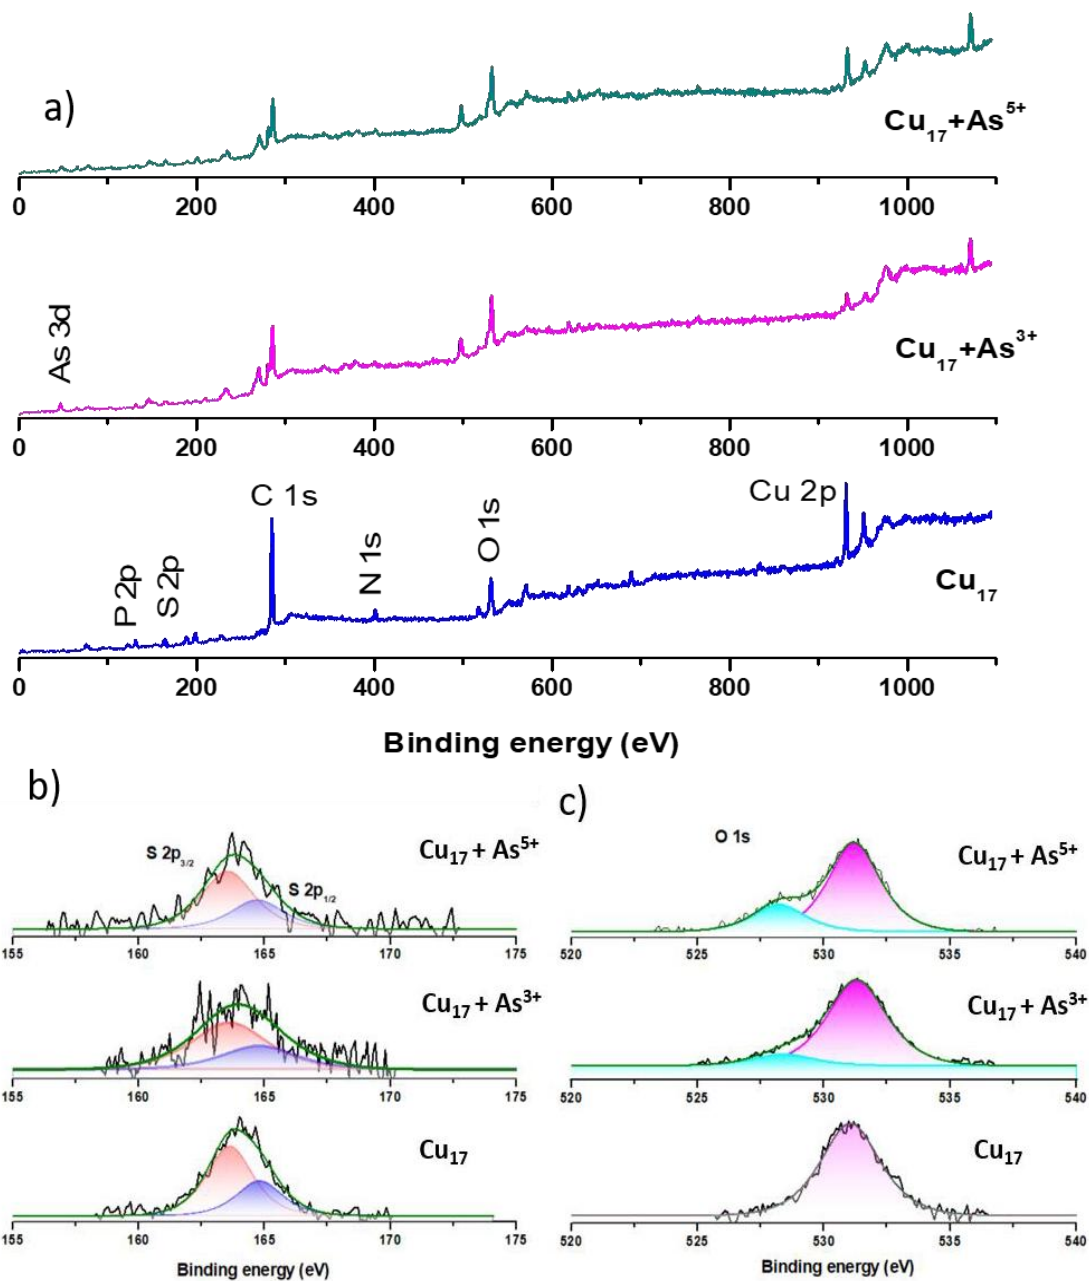 a)
Cu17+As5+
0 200 400 600 800 1000
As 3d
Cu17+As3+
0 200 400 600 800 1000
C 1s
Cu 2p
O 1s
N 1s
P 2p
S 2p
Cu17
0 200 400 600 800 1000
Binding energy (eV)
b)
c)
S 2p3/2
S 2p1/2
Cu17 + As5+
O 1s
Cu17 + As5+
155 160 165 170 175
520 525 530 535 540
Cu17 + As3+
Cu17 + As3+
155 160 165 170 175
520 525 530 535 540
Cu17
Cu17
155 160 165 170 175
520 525 530 535 540
Binding energy (eV)
Binding energy (eV)